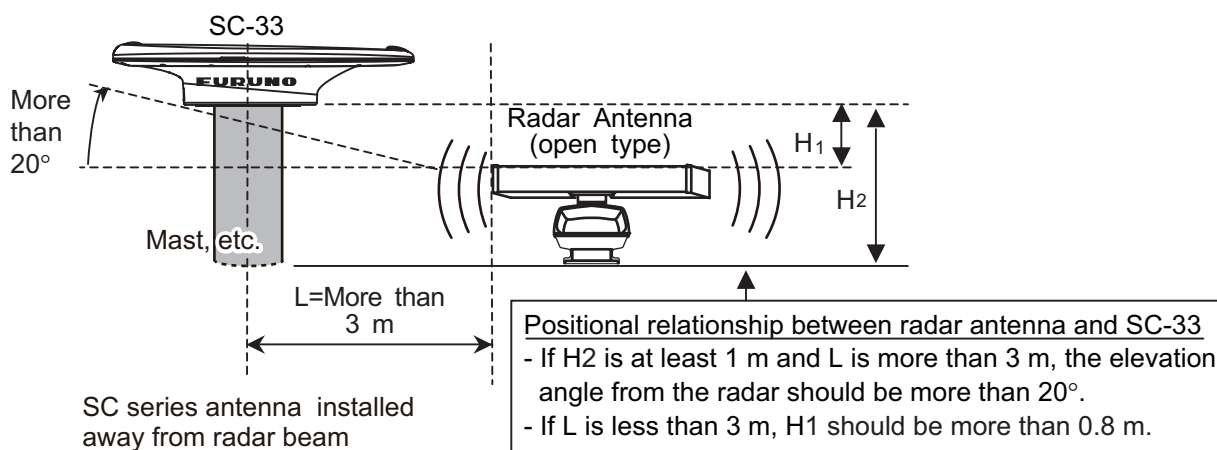 SC-33
FURUNO
More
than
20°
Radar Antenna
(open type)
H1
H2
Mast, etc.
L=More than
3 m
Positional relationship between radar antenna and SC-33
- If H2 is at least 1 m and L is more than 3 m, the elevation
angle from the radar should be more than 20°.
- If L is less than 3 m, H1 should be more than 0.8 m.
SC series antenna installed
away from radar beam